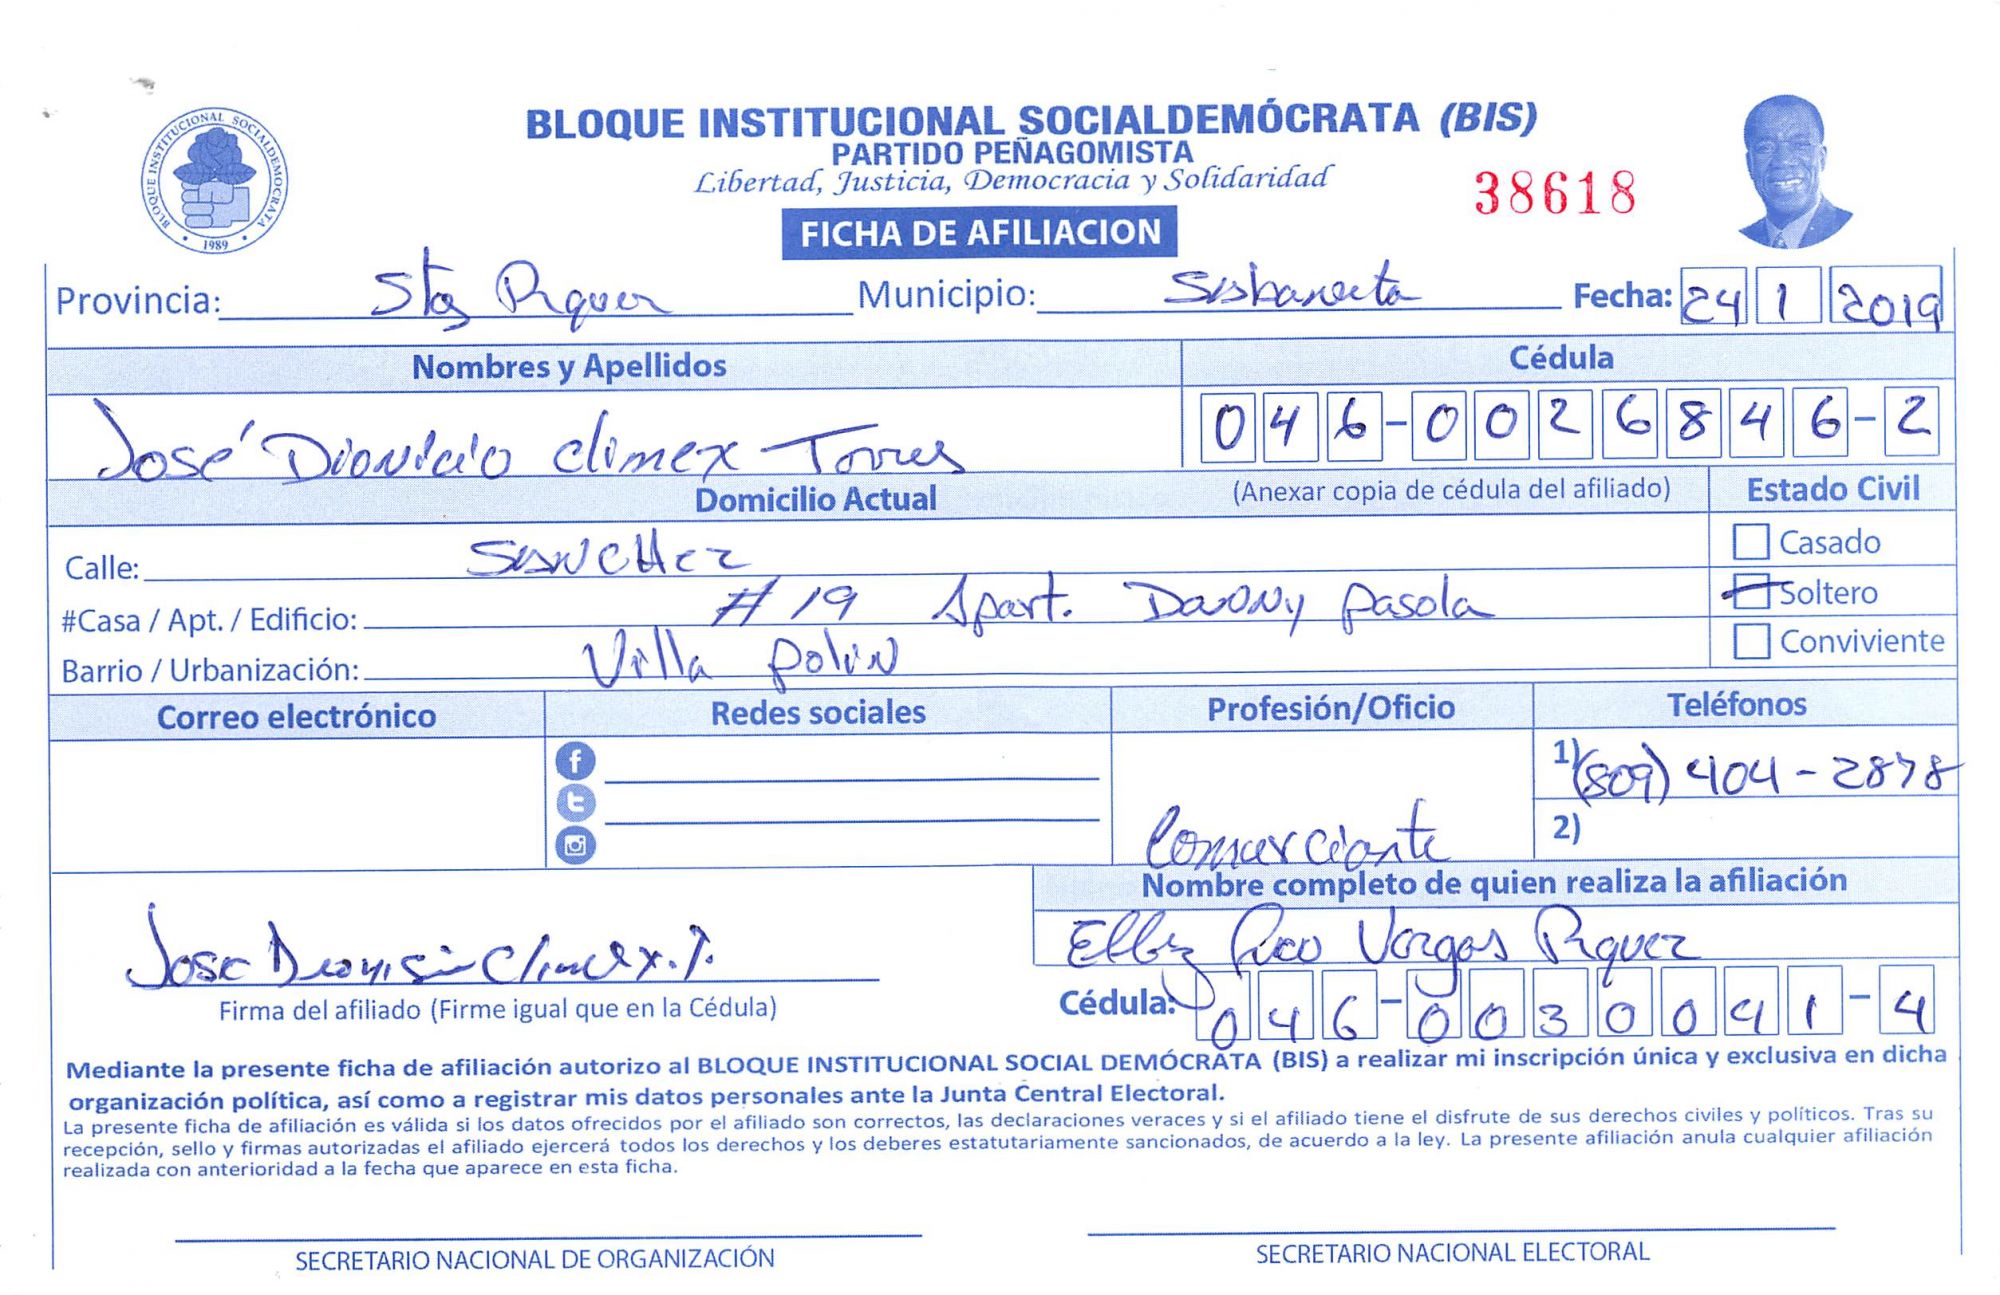 BLOQUE INSTITUCIONAL SOCIALDEMOCRATA
1989
BLOQUE INSTITUCIONAL SOCIALDEMÓCRATA (BIS)
PARTIDO PEÑAGOMISTA
Libertad, Justicia, Democracia y Solidaridad
38618
FICHA DE AFILIACION
Provincia: Municipio: Fecha: 24 1 2019
Nombres y Apellidos Cédula
José Dionicio climex Torres 046-0026846-2
Domicilio Actual (Anexar copia de cédula del afiliado) Estado Civil
Calle: SANCHEZ Casado
#Casa / Apt. / Edificio: # 19 Apart. pasola Soltero
Barrio / Urbanización: Villa polin Conviviente
Correo electrónico Redes sociales Profesión/Oficio Teléfonos
1) (809) 404-2878
Comerciante 2)
Nombre completo de quien realiza la afiliación
Vargas
Jose Climex.T.
Firma del afiliado (Firme igual que en la Cédula) Cédula: 046-0030041-4
Mediante la presente ficha de afiliación autorizo al BLOQUE INSTITUCIONAL SOCIAL DEMÓCRATA (BIS) a realizar mi inscripción única y exclusiva en dicha
organización política, así como a registrar mis datos personales ante la Junta Central Electoral.
La presente ficha de afiliación es válida si los datos ofrecidos por el afiliado son correctos, las declaraciones veraces y si el afiliado tiene el disfrute de sus derechos civiles y políticos. Tras su
recepción, sello y firmas autorizadas el afiliado ejercerá todos los derechos y los deberes estatutariamente sancionados, de acuerdo a la ley. La presente afiliación anula cualquier afiliación
realizada con anterioridad a la fecha que aparece en esta ficha.
SECRETARIO NACIONAL DE ORGANIZACIÓN SECRETARIO NACIONAL ELECTORAL